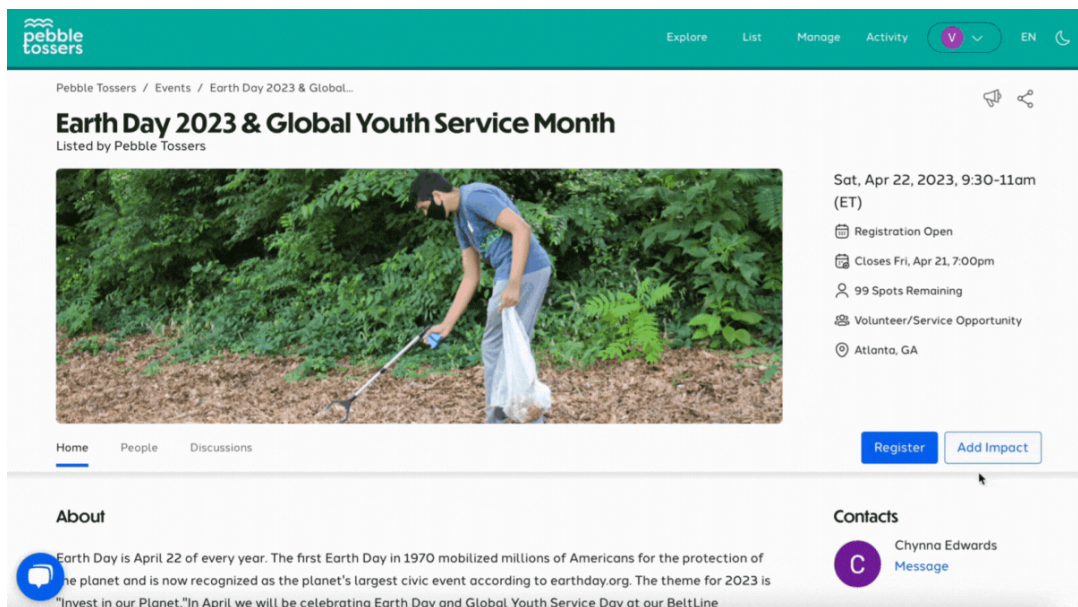 pebble
tossers
Explore
List
Manage
Activity
V
EN
Pebble Tossers / Events / Earth Day 2023 & Global...
Earth Day 2023 & Global Youth Service Month
Listed by Pebble Tossers
Sat, Apr 22, 2023, 9:30-11am
(ET)
Registration Open
Closes Fri, Apr 21, 7:00pm
99 Spots Remaining
Volunteer/Service Opportunity
Atlanta, GA
Home
People
Discussions
Register
Add Impact
About
Earth Day is April 22 of every year. The first Earth Day in 1970 mobilized millions of Americans for the protection of
the planet and is now recognized as the planet's largest civic event according to earthday.org. The theme for 2023 is
"Invest in our Planet."In April we will be celebrating Earth Day and Global Youth Service Day at our BeltLine
Contacts
C
Chynna Edwards
Message